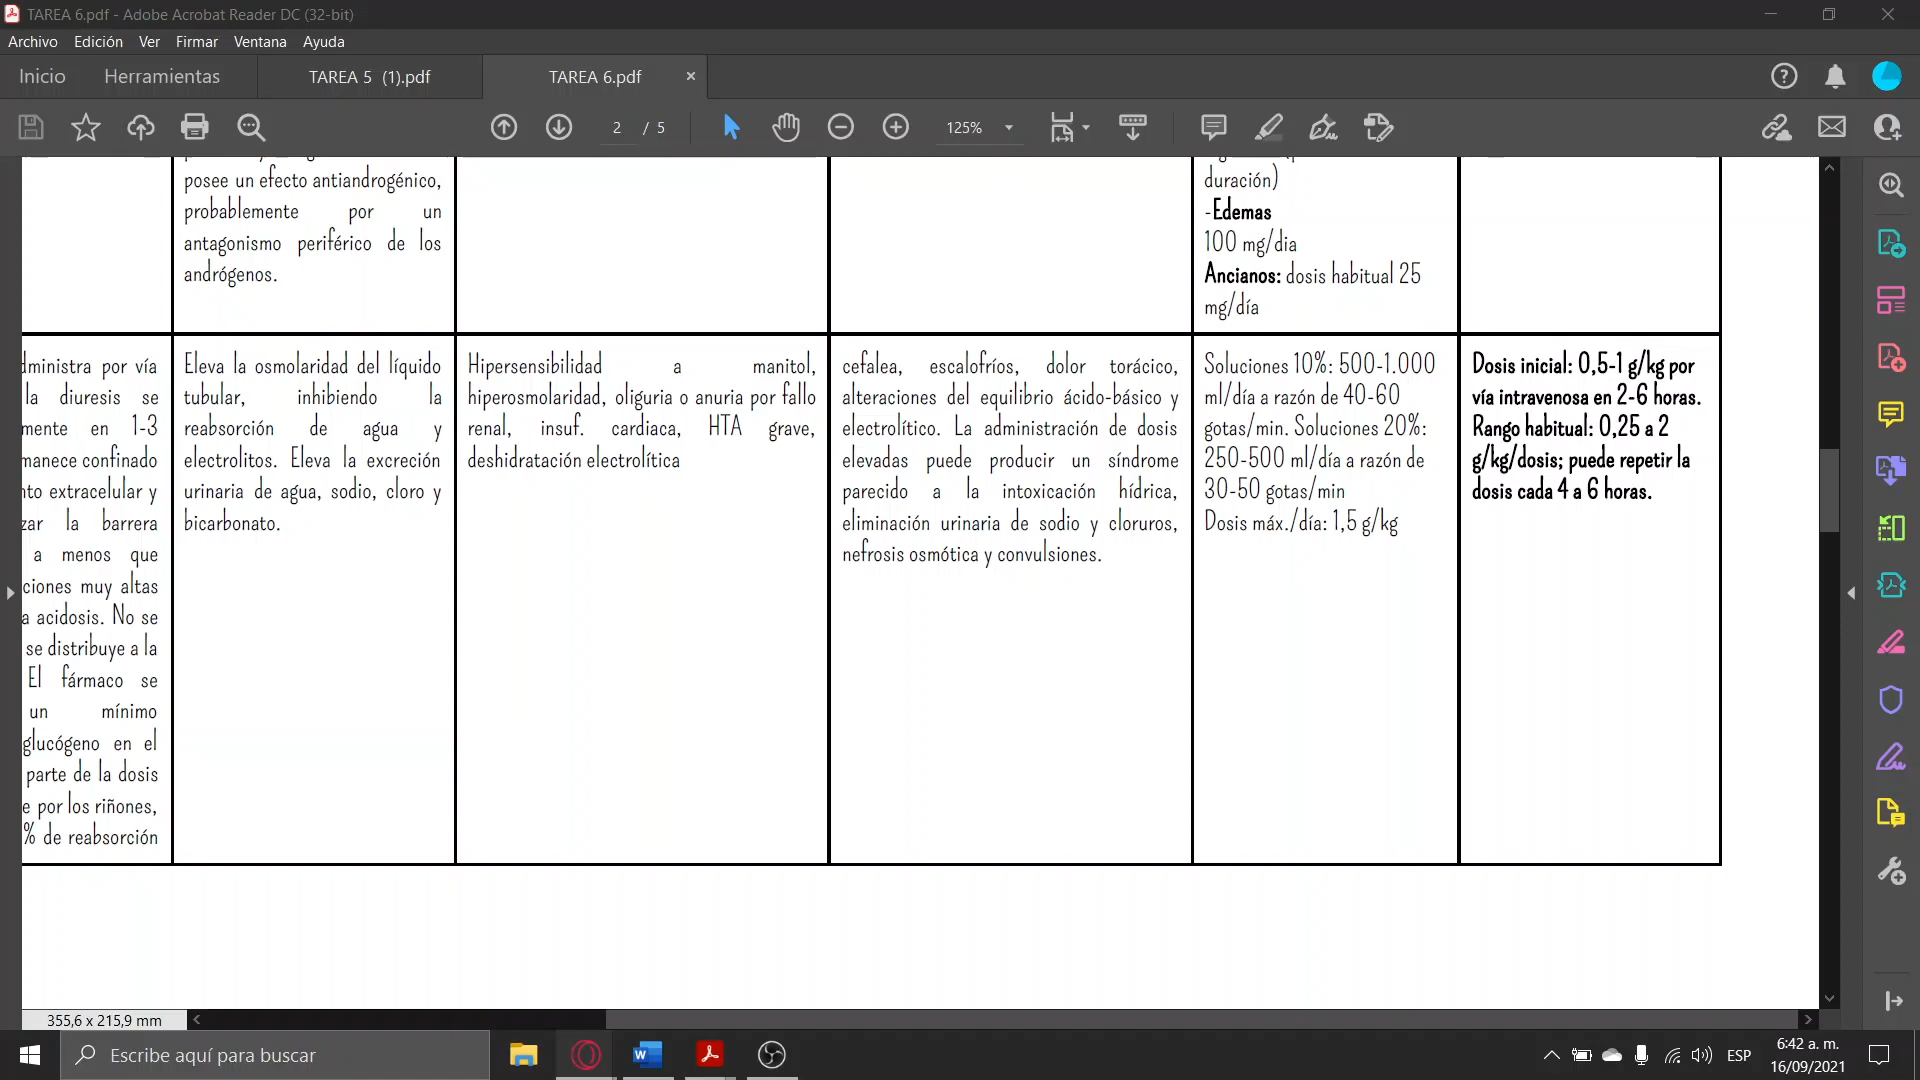 TAREA 6.pdf - Adobe Acrobat Reader DC (32-bit)
Archivo Edición Ver Firmar Ventana Ayuda
Inicio Herramientas TAREA 5 (1).pdf TAREA 6.pdf
2 / 5 125%
posee un efecto antiandrogénico,
probablemente por un
antagonismo periférico de los
andrógenos.
duración)
-Edemas
100 mg/dia
Ancianos: dosis habitual 25
mg/día
dministra por vía
la diuresis se
mente en 1-3
manece confinado
nto extracelular y
zar la barrera
a menos que
ciones muy altas
a acidosis. No se
se distribuye a la
El fármaco se
un mínimo
glucógeno en el
parte de la dosis
e por los riñones,
% de reabsorción
Eleva la osmolaridad del líquido
tubular, inhibiendo la
reabsorción de agua y
electrolitos. Eleva la excreción
urinaria de agua, sodio, cloro y
bicarbonato.
Hipersensibilidad a manitol,
hiperosmolaridad, oliguria o anuria por fallo
renal, insuf. cardiaca, HTA grave,
deshidratación electrolítica
cefalea, escalofríos, dolor torácico,
alteraciones del equilibrio ácido-básico y
electrolítico. La administración de dosis
elevadas puede producir un síndrome
parecido a la intoxicación hídrica,
eliminación urinaria de sodio y cloruros,
nefrosis osmótica y convulsiones.
Soluciones 10%: 500-1.000
ml/día a razón de 40-60
gotas/min. Soluciones 20%:
250-500 ml/día a razón de
30-50 gotas/min
Dosis máx./día: 1,5 g/kg
Dosis inicial: 0,5-1 g/kg por
vía intravenosa en 2-6 horas.
Rango habitual: 0,25 a 2
g/kg/dosis; puede repetir la
dosis cada 4 a 6 horas.
355,6 x 215,9 mm
Escribe aquí para buscar
ESP
6:42 a. m.
16/09/2021